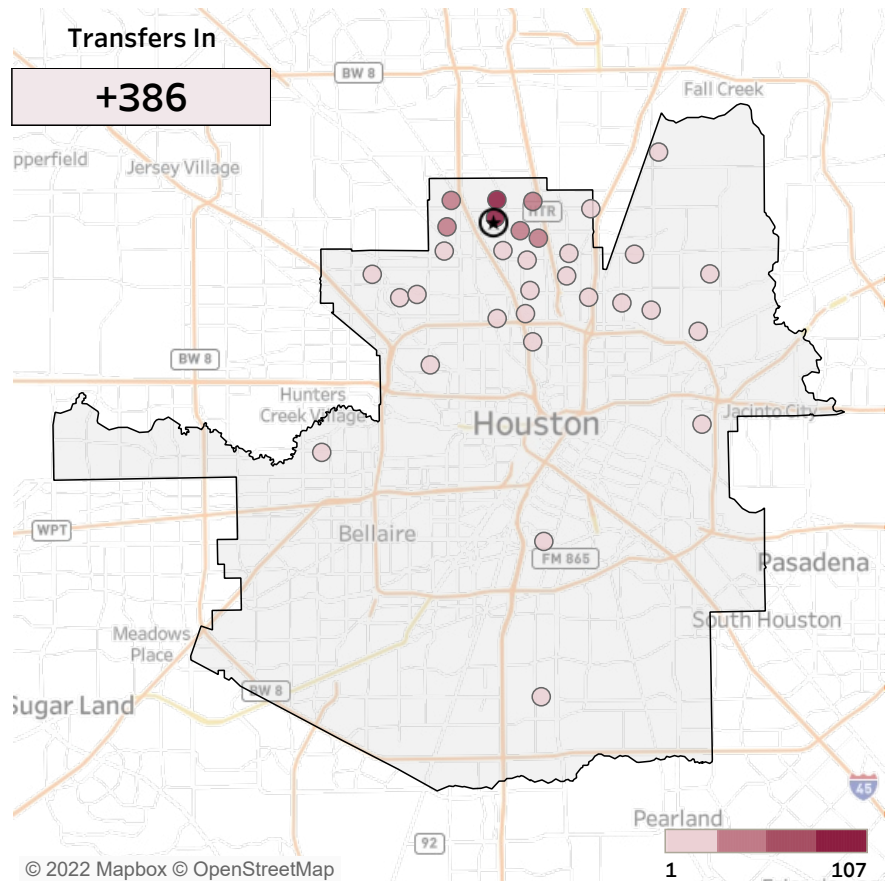 Transfers In
+386
BW 8
Fall Creek
pperfield
Jersey Village
HTR
BW 8
Hunters
Creek Village
Houston
Jacinto City
WPT
Bellaire
FM 865
Pasadena
South Houston
Meadows
Place
BW 8
Sugar Land
45
Pearland
92
1
107
© 2022 Mapbox © OpenStreetMap